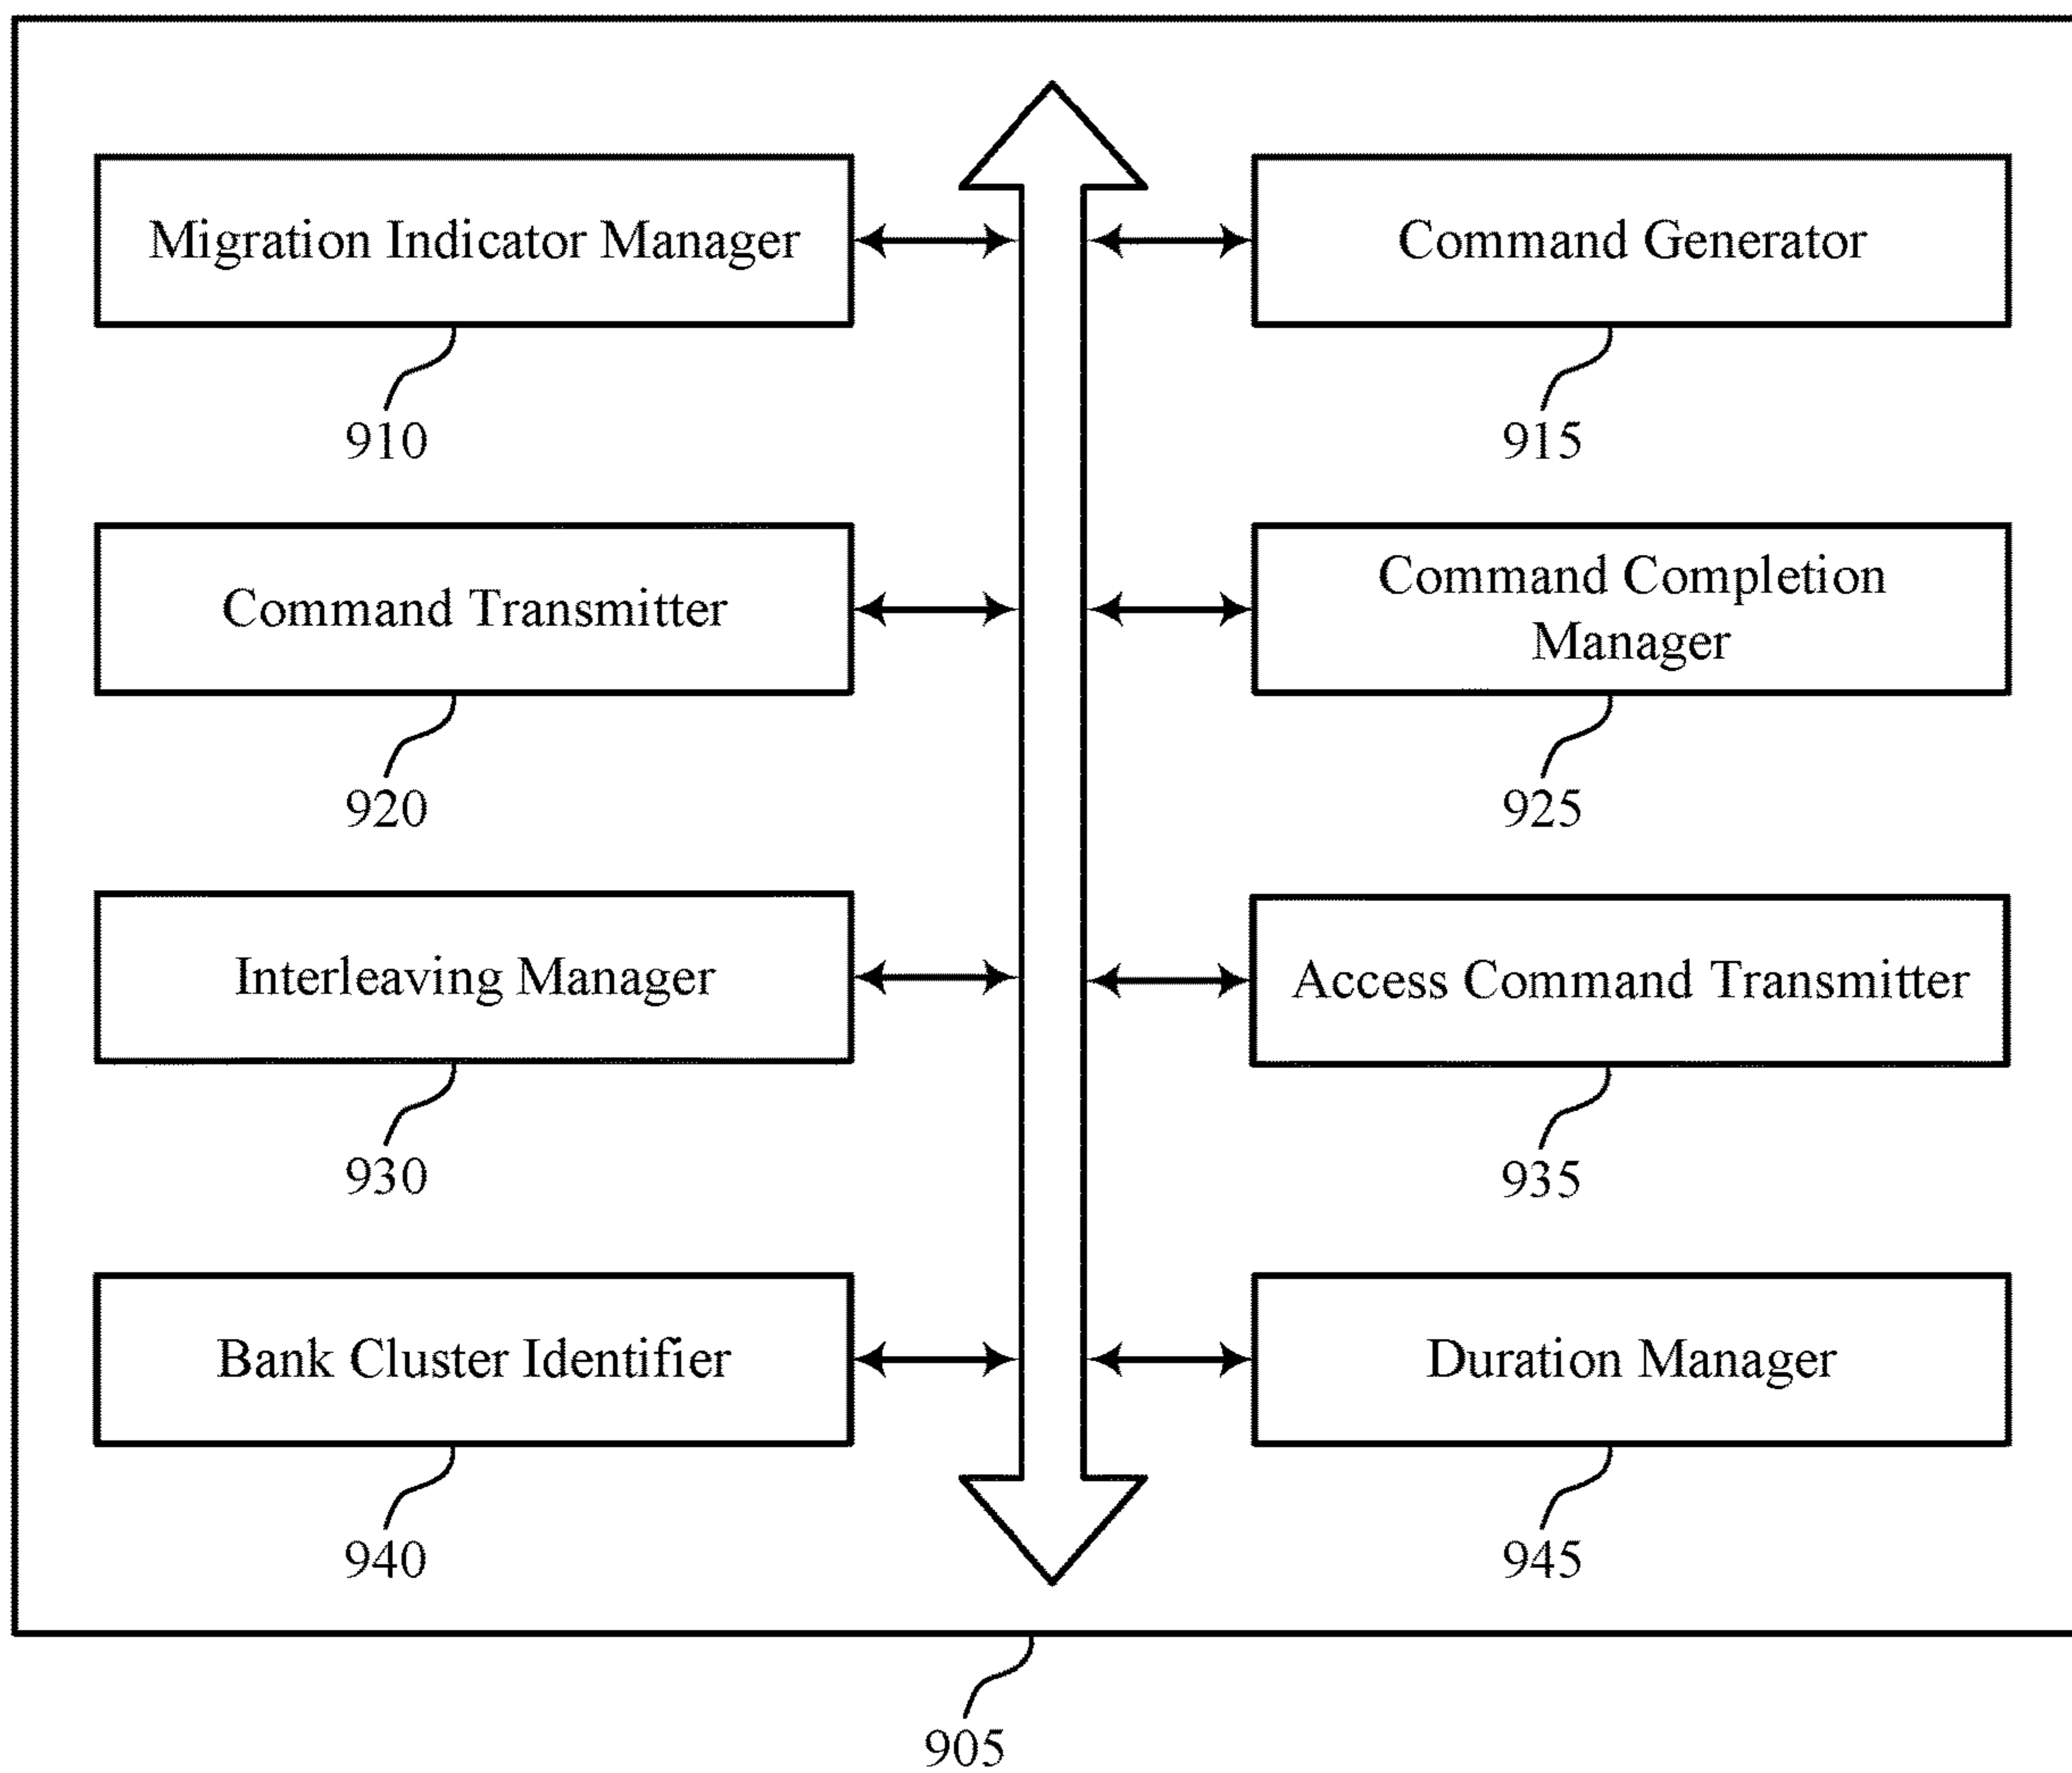 Migration Indicator Manager
910
Command Generator
915
Command Transmitter
920
Command Completion
Manager
925
Interleaving Manager
930
Access Command Transmitter
935
Bank Cluster Identifier
940
Duration Manager
945
905